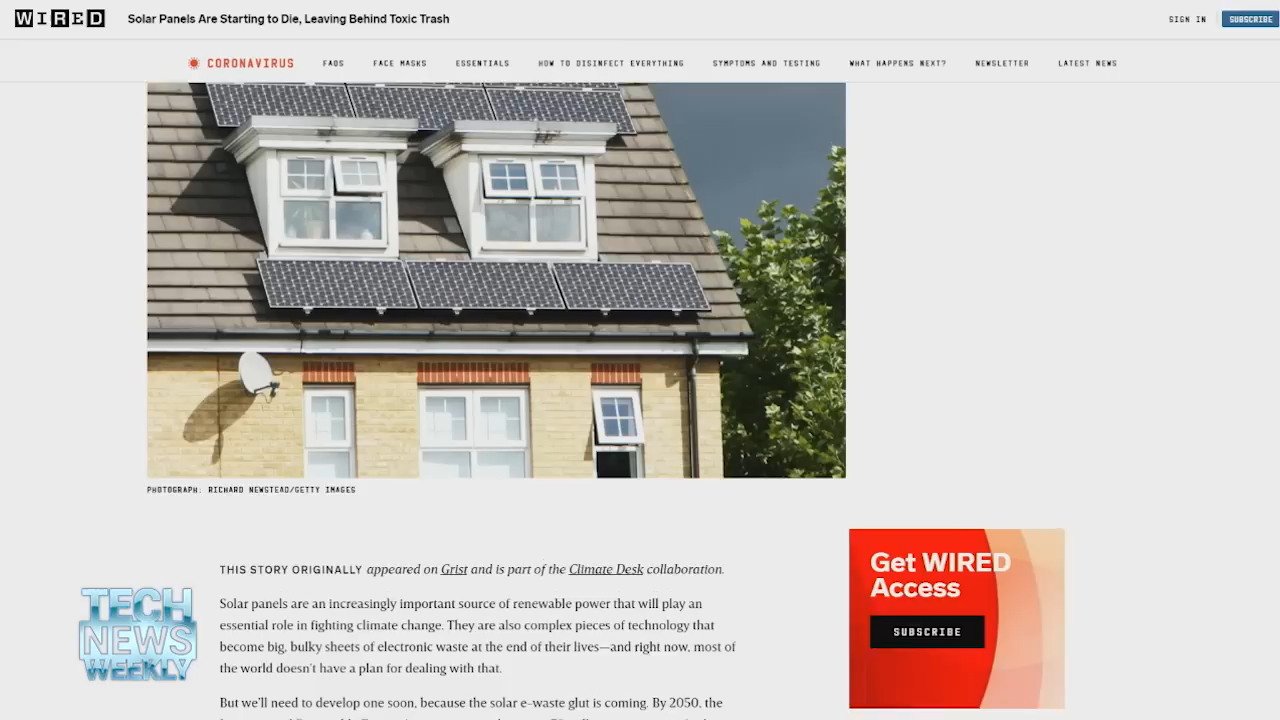 WIRED
Solar Panels Are Starting to Die, Leaving Behind Toxic Trash
SIGN IN
SUBSCRIBE
CORONAVIRUS
FAQS
FACE MASKS
ESSENTIALS
HOW TO DISINFECT EVERYTHING
SYMPTOMS AND TESTING
WHAT HAPPENS NEXT?
NEWSLETTER
LATEST NEWS
PHOTOGRAPH: RICHARD NEWSTEAD/GETTY IMAGES
THIS STORY ORIGINALLY appeared on Grist and is part of the Climate Desk collaboration.
Solar panels are an increasingly important source of renewable power that will play an
essential role in fighting climate change. They are also complex pieces of technology that
become big, bulky sheets of electronic waste at the end of their lives—and right now, most of
the world doesn't have a plan for dealing with that.
But we'll need to develop one soon, because the solar e-waste glut is coming. By 2050, the
Get WIRED
Access
SUBSCRIBE
TECH
NEWS
WEEKLY